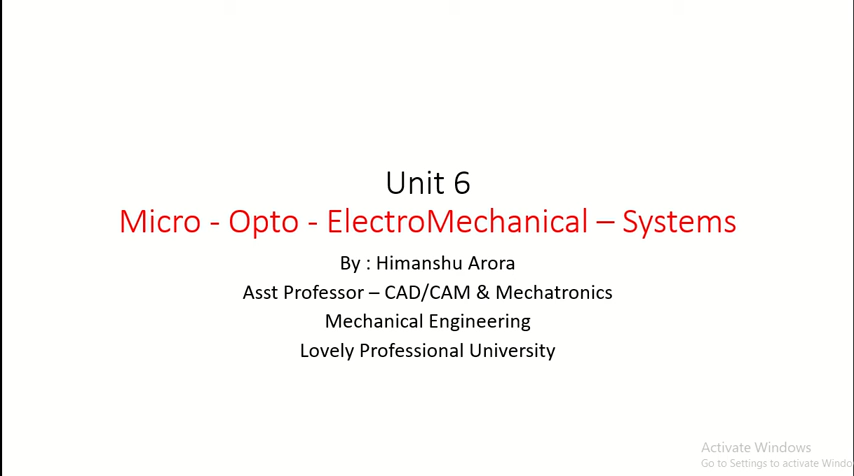 Unit 6
Micro - Opto - ElectroMechanical – Systems
By : Himanshu Arora
Asst Professor – CAD/CAM & Mechatronics
Mechanical Engineering
Lovely Professional University
Activate Windows
Go to Settings to activate Windo